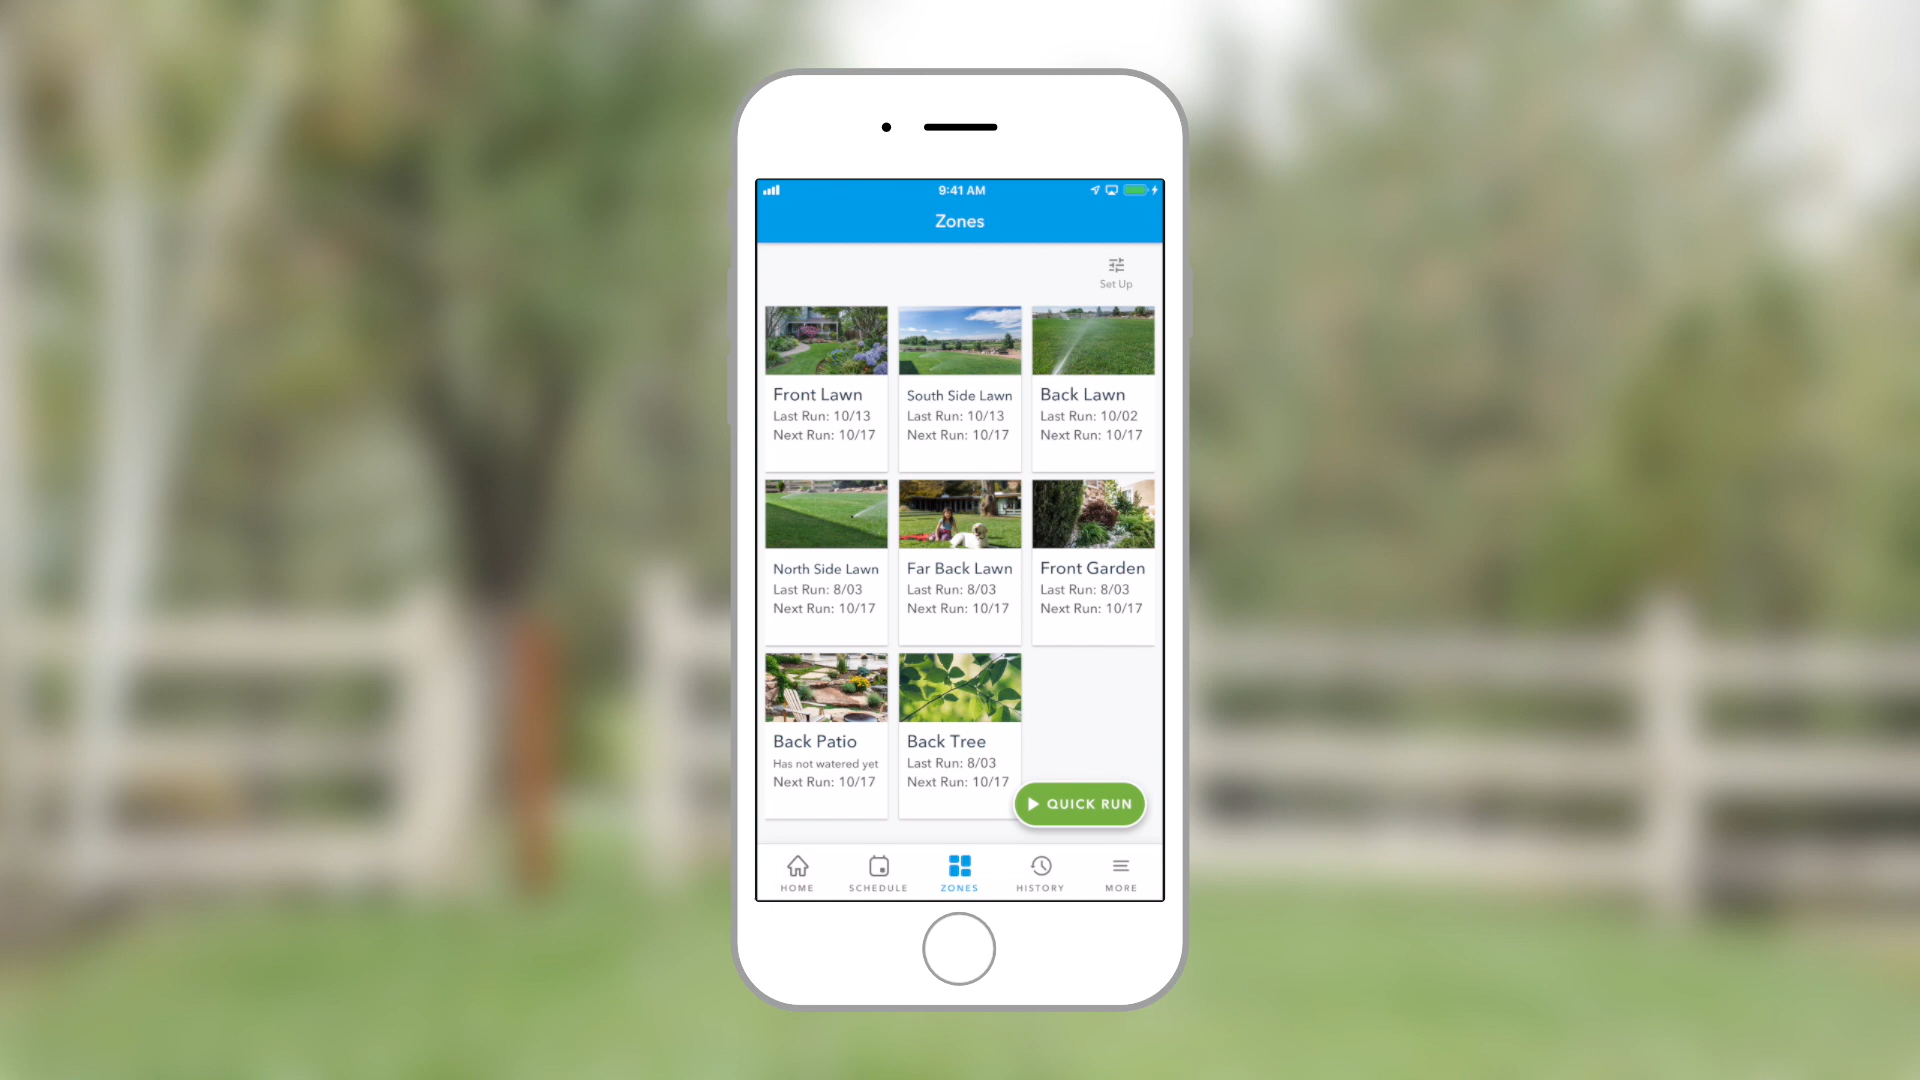 9:41 AM
Zones
Set Up
Front Lawn
Last Run: 10/13
Next Run: 10/17
South Side Lawn
Last Run: 10/13
Next Run: 10/17
Back Lawn
Last Run: 10/02
Next Run: 10/17
North Side Lawn
Last Run: 8/03
Next Run: 10/17
Far Back Lawn
Last Run: 8/03
Next Run: 10/17
Front Garden
Last Run: 8/03
Next Run: 10/17
Back Patio
Has not watered yet
Next Run: 10/17
Back Tree
Last Run: 8/03
Next Run: 10/17
QUICK RUN
HOME
SCHEDULE
ZONES
HISTORY
MORE